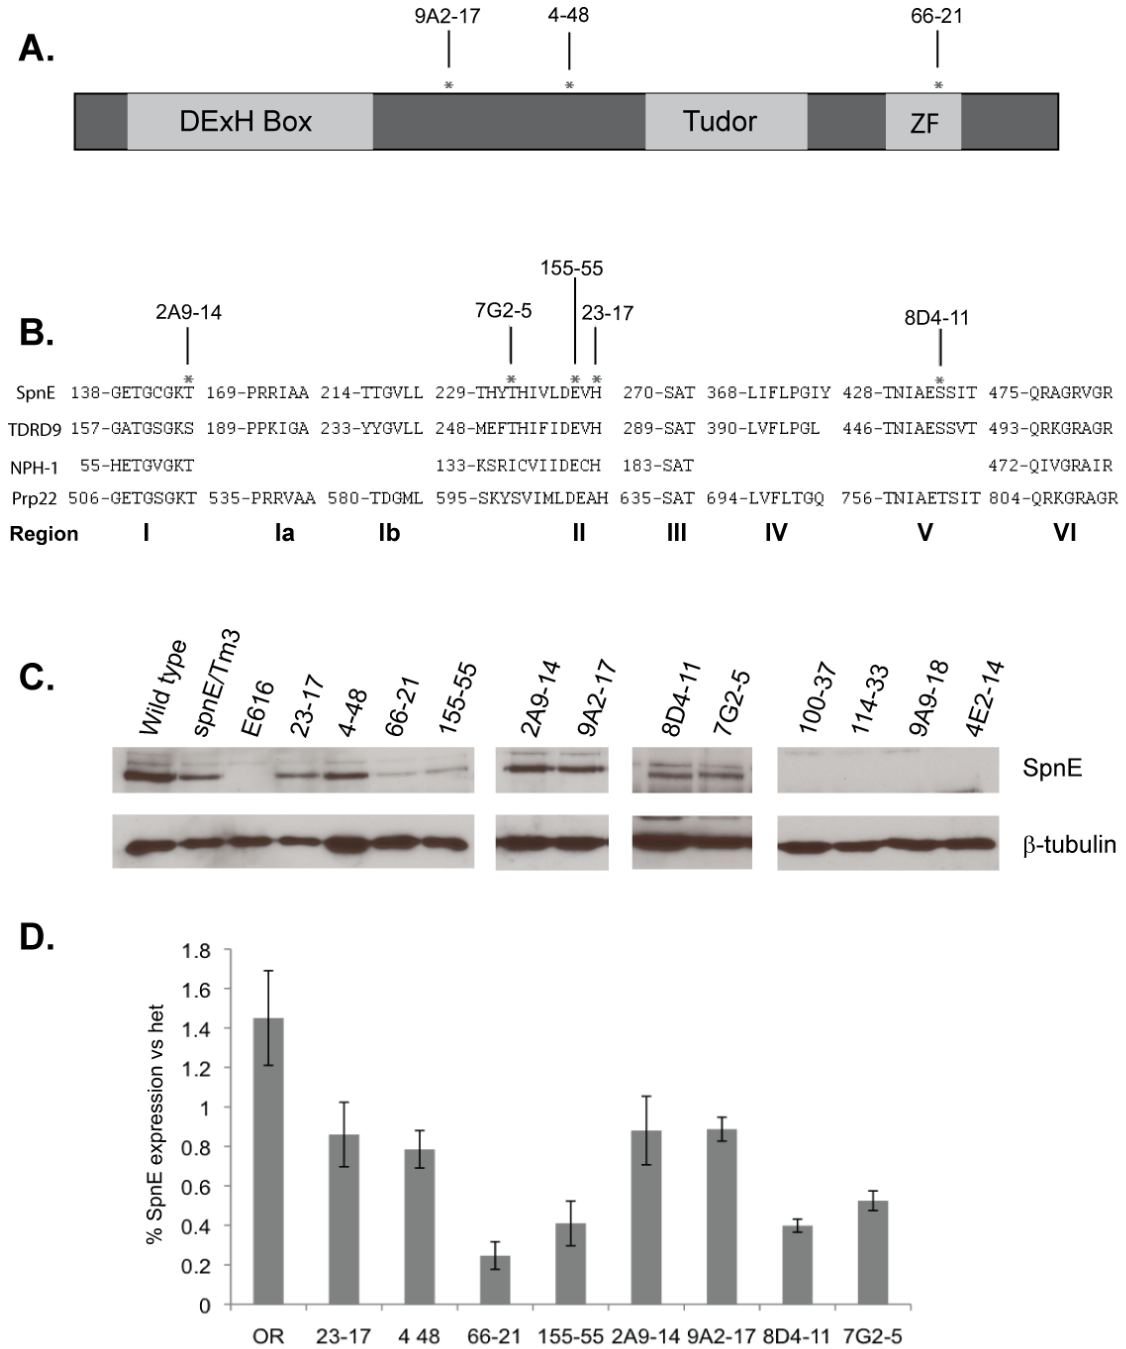 9A2-17 4-48 66-21
A.
* * *
DExH Box Tudor ZF
155-55
B. 2A9-14 7G2-5 23-17 8D4-11
* * * * *
SpnE 138-GETGCGKT 169-PRRIAA 214-TTGVLL 229-THYTHIVLDEVH 270-SAT 368-LIFLPGIY 428-TNIAESSIT 475-QRAGRVGR
TDRD9 157-GATGSGKS 189-PPKIGA 233-YYGVLL 248-MEFTHIFIDEVH 289-SAT 390-LVFLPGL 446-TNIAESSVT 493-QRKGRAGR
NPH-1 55-HETGVGKT 133-KSRICVIIDECH 183-SAT 472-QIVGRAIR
Prp22 506-GETGSGKT 535-PRRVAA 580-TDGML 595-SKYSVIMLDEAH 635-SAT 694-LVFLTGQ 756-TNIAETSIT 804-QRKGRAGR
Region I Ia Ib II III IV V VI
C. Wild type spnE/Tm3 E616 23-17 4-48 66-21 155-55 2A9-14 9A2-17 8D4-11 7G2-5 100-37 114-33 9A9-18 4E2-14
SpnE
β-tubulin
D.
% SpnE expression vs het
1.8
1.6
1.4
1.2
1
0.8
0.6
0.4
0.2
0
OR 23-17 4 48 66-21 155-55 2A9-14 9A2-17 8D4-11 7G2-5